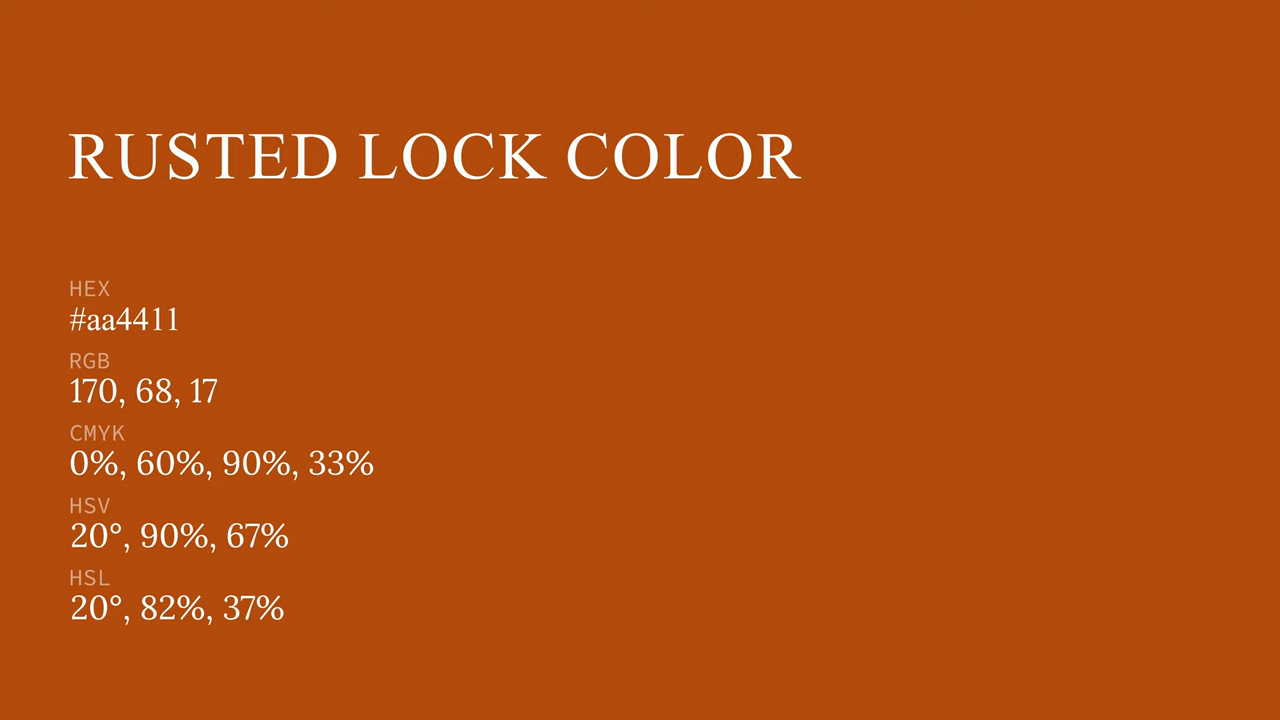 RUSTED LOCK COLOR
HEX
#aa4411
RGB
170, 68, 17
CMYK
0%, 60%, 90%, 33%
HSV
20°, 90%, 67%
HSL
20°, 82%, 37%